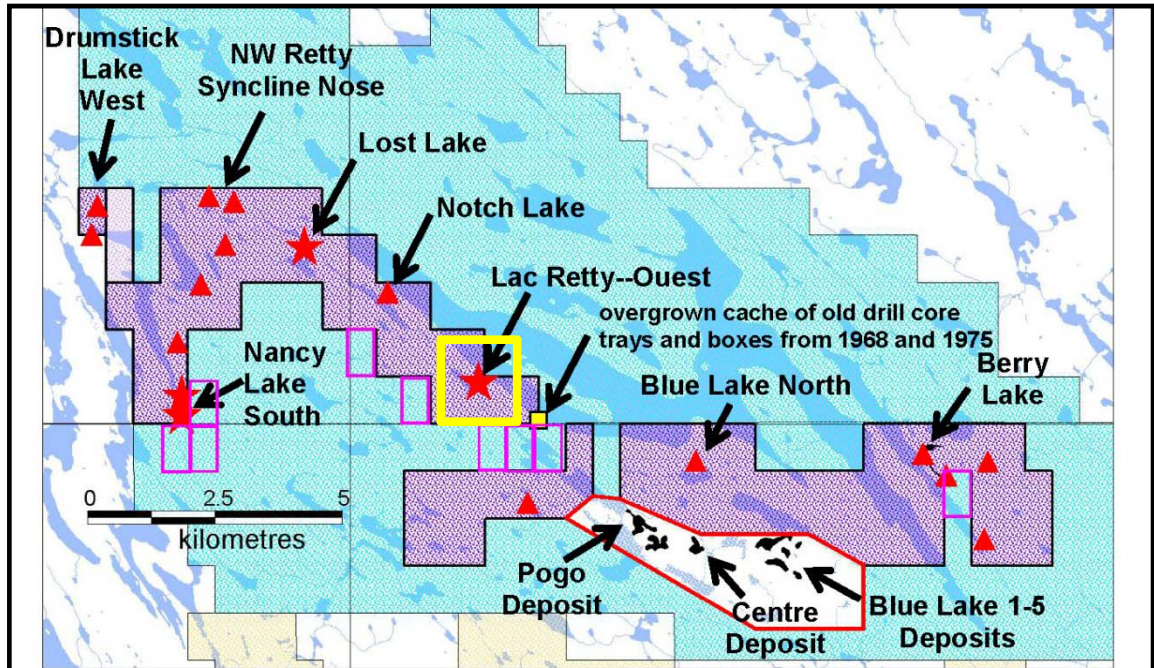 Drumstick
Lake
West
NW Retty
Syncline Nose
Lost Lake
Notch Lake
Lac Retty--Ouest
overgrown cache of old drill core
trays and boxes from 1968 and 1975
Berry
Lake
Blue Lake North
Nancy
Lake
South
0 2.5 5
kilometres
Pogo
Deposit
Centre
Deposit
Blue Lake 1-5
Deposits